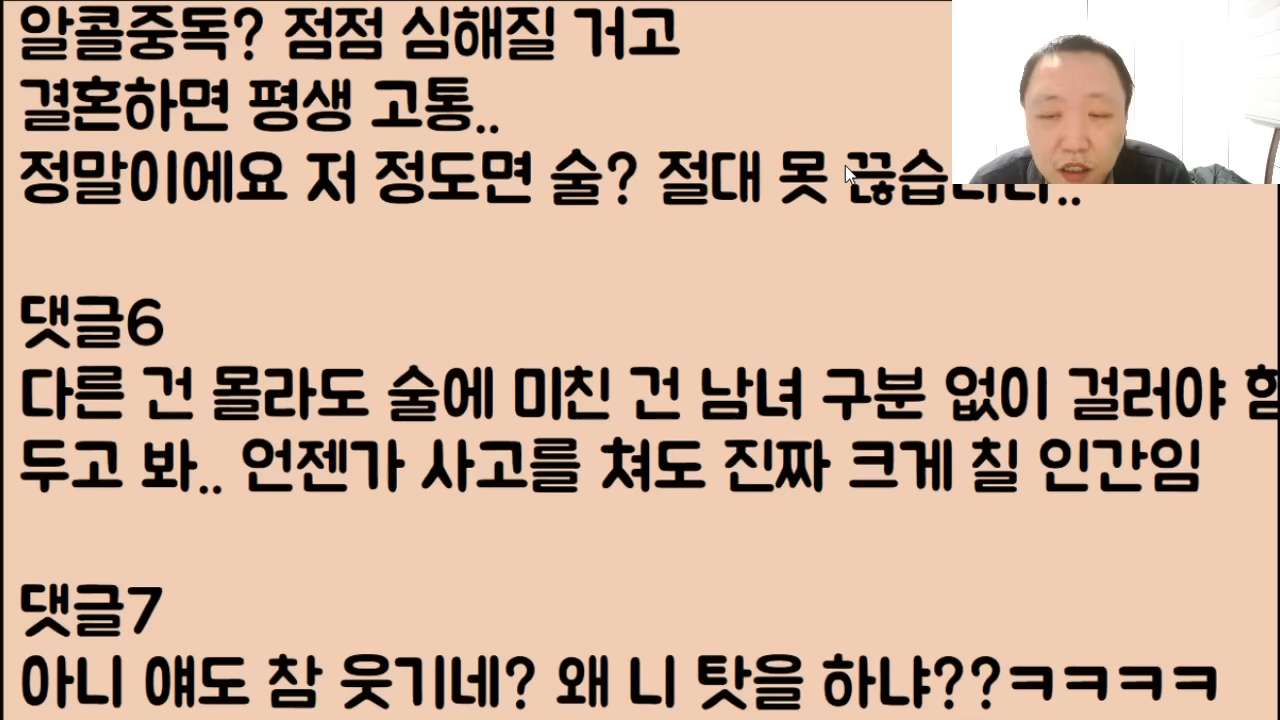 알콜중독? 점점 심해질 거고
결혼하면 평생 고통..
정말이에요 저 정도면 술? 절대 못 끊습니다..
댓글6
다른 건 몰라도 술에 미친 건 남녀 구분 없이 걸러야 함
두고 봐.. 언젠가 사고를 쳐도 진짜 크게 칠 인간임
댓글7
아니 얘도 참 웃기네? 왜 니 탓을 하냐??ㅋㅋㅋㅋ